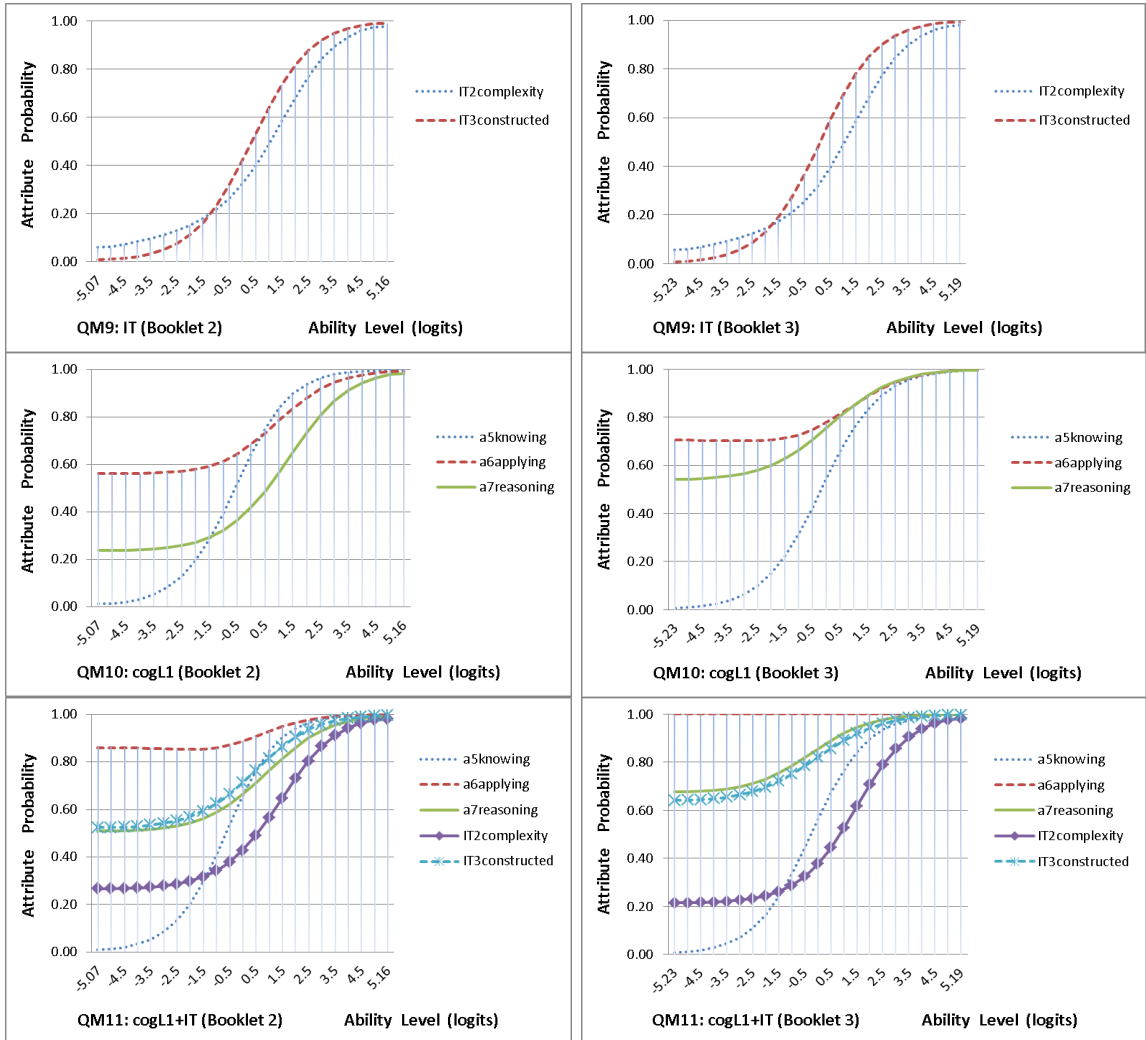 1.00
0.80
0.60
0.40
0.20
0.00
Attribute Probability
-5.07 -4.5 -3.5 -2.5 -1.5 -0.5 0.5 1.5 2.5 3.5 4.5 5.16
IT2complexity
IT3constructed
QM9: IT (Booklet 2) Ability Level (logits)
1.00
0.80
0.60
0.40
0.20
0.00
Attribute Probability
-5.23 -4.5 -3.5 -2.5 -1.5 -0.5 0.5 1.5 2.5 3.5 4.5 5.19
IT2complexity
IT3constructed
QM9: IT (Booklet 3) Ability Level (logits)
1.00
0.80
0.60
0.40
0.20
0.00
Attribute Probability
-5.07 -4.5 -3.5 -2.5 -1.5 -0.5 0.5 1.5 2.5 3.5 4.5 5.16
a5knowing
a6applying
a7reasoning
QM10: cogL1 (Booklet 2) Ability Level (logits)
1.00
0.80
0.60
0.40
0.20
0.00
Attribute Probability
-5.23 -4.5 -3.5 -2.5 -1.5 -0.5 0.5 1.5 2.5 3.5 4.5 5.19
a5knowing
a6applying
a7reasoning
QM10: cogL1 (Booklet 3) Ability Level (logits)
1.00
0.80
0.60
0.40
0.20
0.00
Attribute Probability
-5.07 -4.5 -3.5 -2.5 -1.5 -0.5 0.5 1.5 2.5 3.5 4.5 5.16
a5knowing
a6applying
a7reasoning
IT2complexity
IT3constructed
QM11: cogL1+IT (Booklet 2) Ability Level (logits)
1.00
0.80
0.60
0.40
0.20
0.00
Attribute Probability
-5.23 -4.5 -3.5 -2.5 -1.5 -0.5 0.5 1.5 2.5 3.5 4.5 5.19
a5knowing
a6applying
a7reasoning
IT2complexity
IT3constructed
QM11: cogL1+IT (Booklet 3) Ability Level (logits)